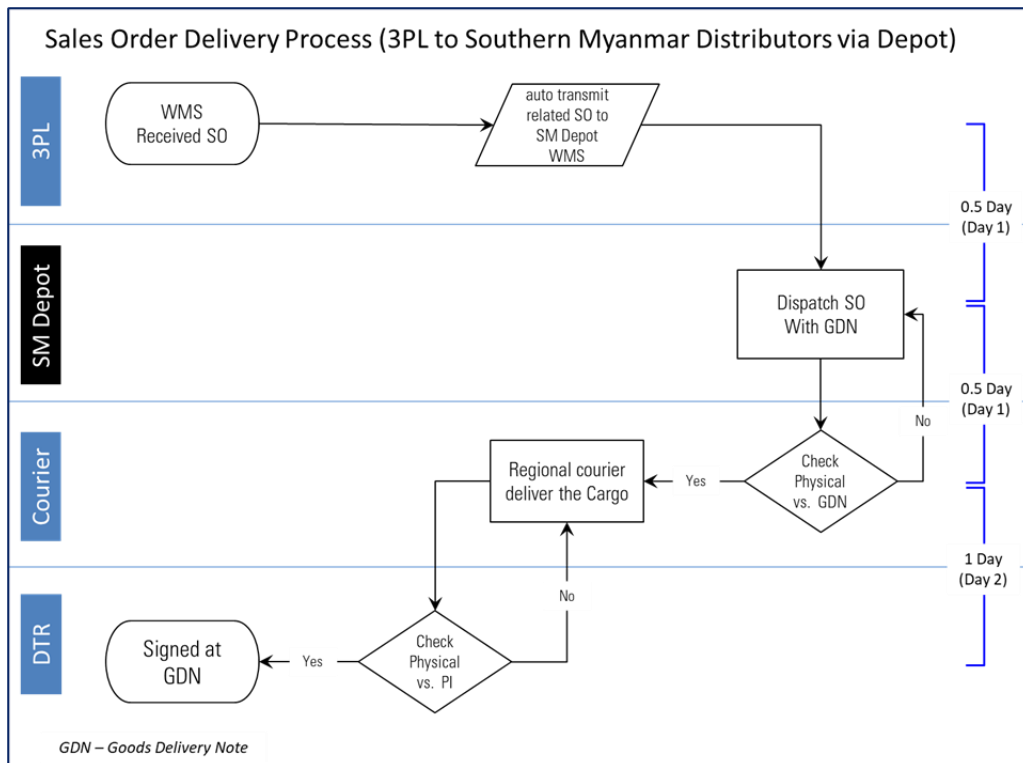 Sales Order Delivery Process (3PL to Southern Myanmar Distributors via Depot)
3PL
WMS
Received SO
auto transmit
related SO to
SM Depot
WMS
0.5 Day
(Day 1)
SM Depot
Dispatch SO
With GDN
0.5 Day
(Day 1)
No
Courier
Regional courier
deliver the Cargo
Yes
Check
Physical
vs. GDN
1 Day
(Day 2)
No
DTR
Signed at
GDN
Yes
Check
Physical
vs. PI
GDN – Goods Delivery Note